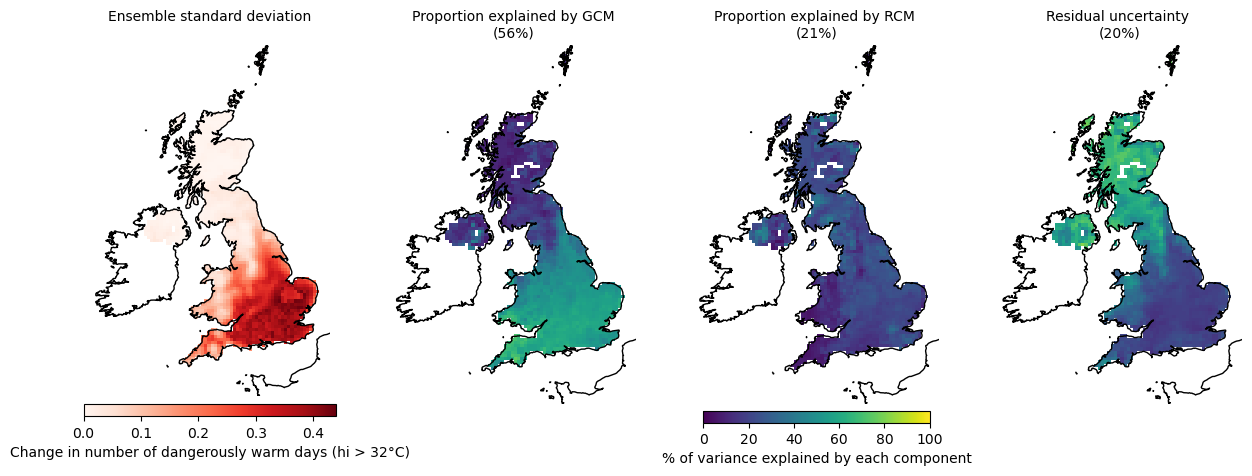 Ensemble standard deviation
Proportion explained by GCM
(56%)
Proportion explained by RCM
(21%)
Residual uncertainty
(20%)
0.0 0.1 0.2 0.3 0.4
Change in number of dangerously warm days (hi > 32°C)
0 20 40 60 80 100
% of variance explained by each component